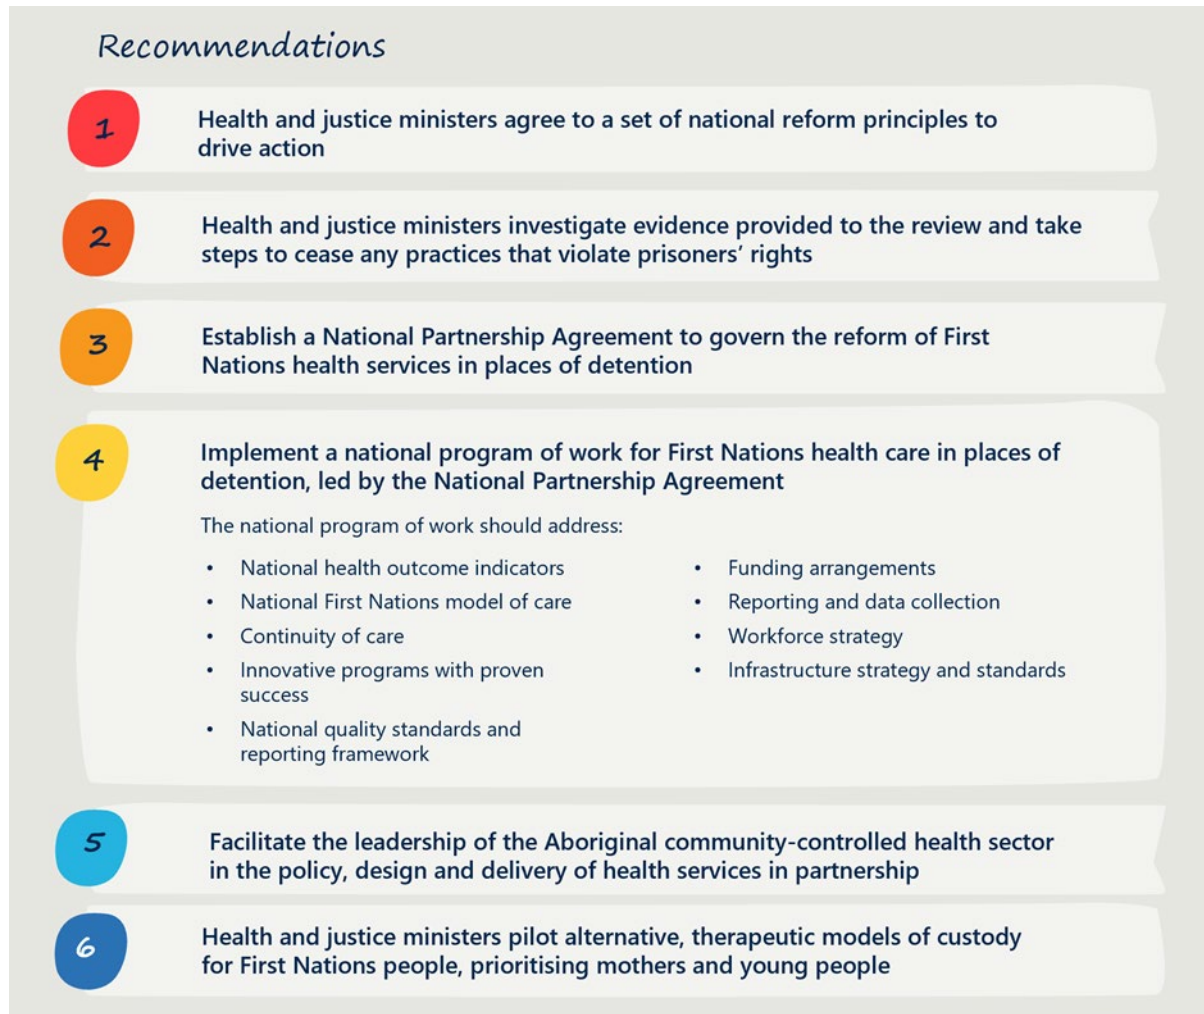 Recommendations
1
Health and justice ministers agree to a set of national reform principles to
drive action
2
Health and justice ministers investigate evidence provided to the review and take
steps to cease any practices that violate prisoners’ rights
3
Establish a National Partnership Agreement to govern the reform of First
Nations health services in places of detention
4
Implement a national program of work for First Nations health care in places of
detention, led by the National Partnership Agreement
The national program of work should address:
• National health outcome indicators
• National First Nations model of care
• Continuity of care
• Innovative programs with proven
success
• National quality standards and
reporting framework
• Funding arrangements
• Reporting and data collection
• Workforce strategy
• Infrastructure strategy and standards
5
Facilitate the leadership of the Aboriginal community-controlled health sector
in the policy, design and delivery of health services in partnership
6
Health and justice ministers pilot alternative, therapeutic models of custody
for First Nations people, prioritising mothers and young people